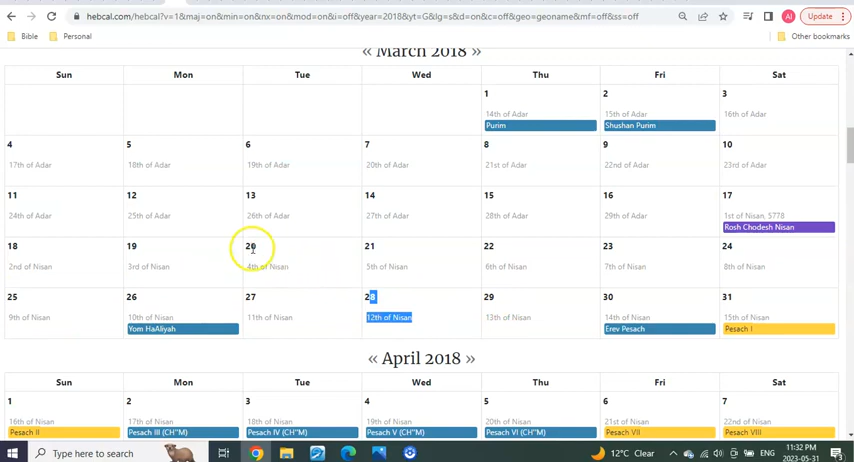 hebcal.com/hebcal?v=1&maj=on&min=on&nx=on&mod=on&i=off&year=2018&yt=G&lg=s&d=on&c=off&geo=geoname&mf=off&ss=off
AI
Update
Bible
Personal
Other bookmarks
« March 2018 »
Sun Mon Tue Wed Thu Fri Sat
1 2 3
14th of Adar 15th of Adar 16th of Adar
Purim Shushan Purim
4 5 6 7 8 9 10
17th of Adar 18th of Adar 19th of Adar 20th of Adar 21st of Adar 22nd of Adar 23rd of Adar
11 12 13 14 15 16 17
24th of Adar 25th of Adar 26th of Adar 27th of Adar 28th of Adar 29th of Adar 1st of Nisan, 5778
Rosh Chodesh Nisan
18 19 20 21 22 23 24
2nd of Nisan 3rd of Nisan 4th of Nisan 5th of Nisan 6th of Nisan 7th of Nisan 8th of Nisan
25 26 27 28 29 30 31
9th of Nisan 10th of Nisan 11th of Nisan 12th of Nisan 13th of Nisan 14th of Nisan 15th of Nisan
Yom HaAliyah Erev Pesach Pesach I
« April 2018 »
Sun Mon Tue Wed Thu Fri Sat
1 2 3 4 5 6 7
16th of Nisan 17th of Nisan 18th of Nisan 19th of Nisan 20th of Nisan 21st of Nisan 22nd of Nisan
Pesach II Pesach III (CH"M) Pesach IV (CH"M) Pesach V (CH"M) Pesach VI (CH"M) Pesach VII Pesach VIII
Type here to search
12°C Clear
ENG
11:32 PM
2023-05-31
3